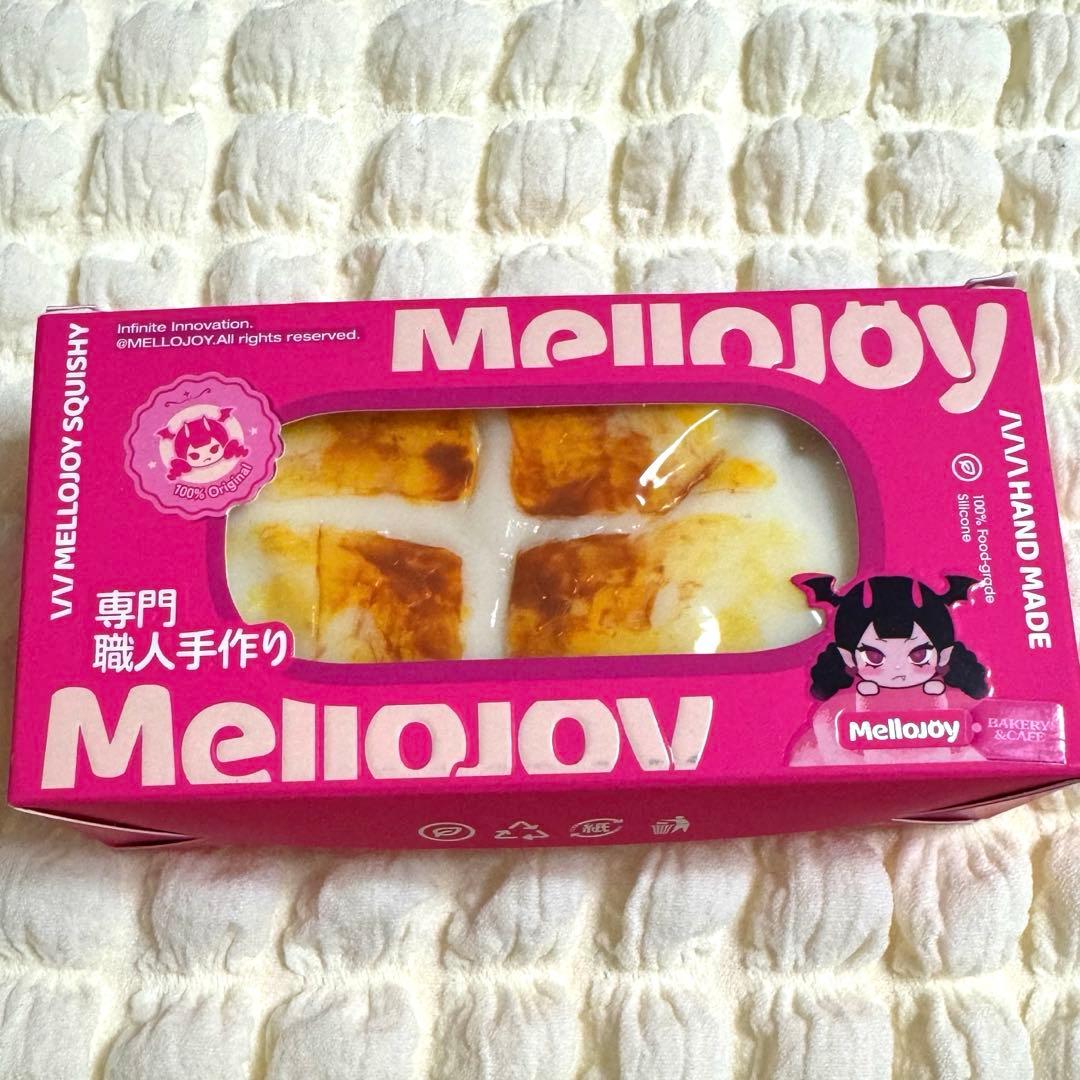 Infinite Innovation.
@MELLOJOY.All rights reserved.
MelloJoy
MELLOJOY SQUISHY
100% Original
HAND MADE
100% Food-grade
Silicone
専門
職人手作り
MelloJoy
MelloJoy
BAKERY
&CAFE
紙